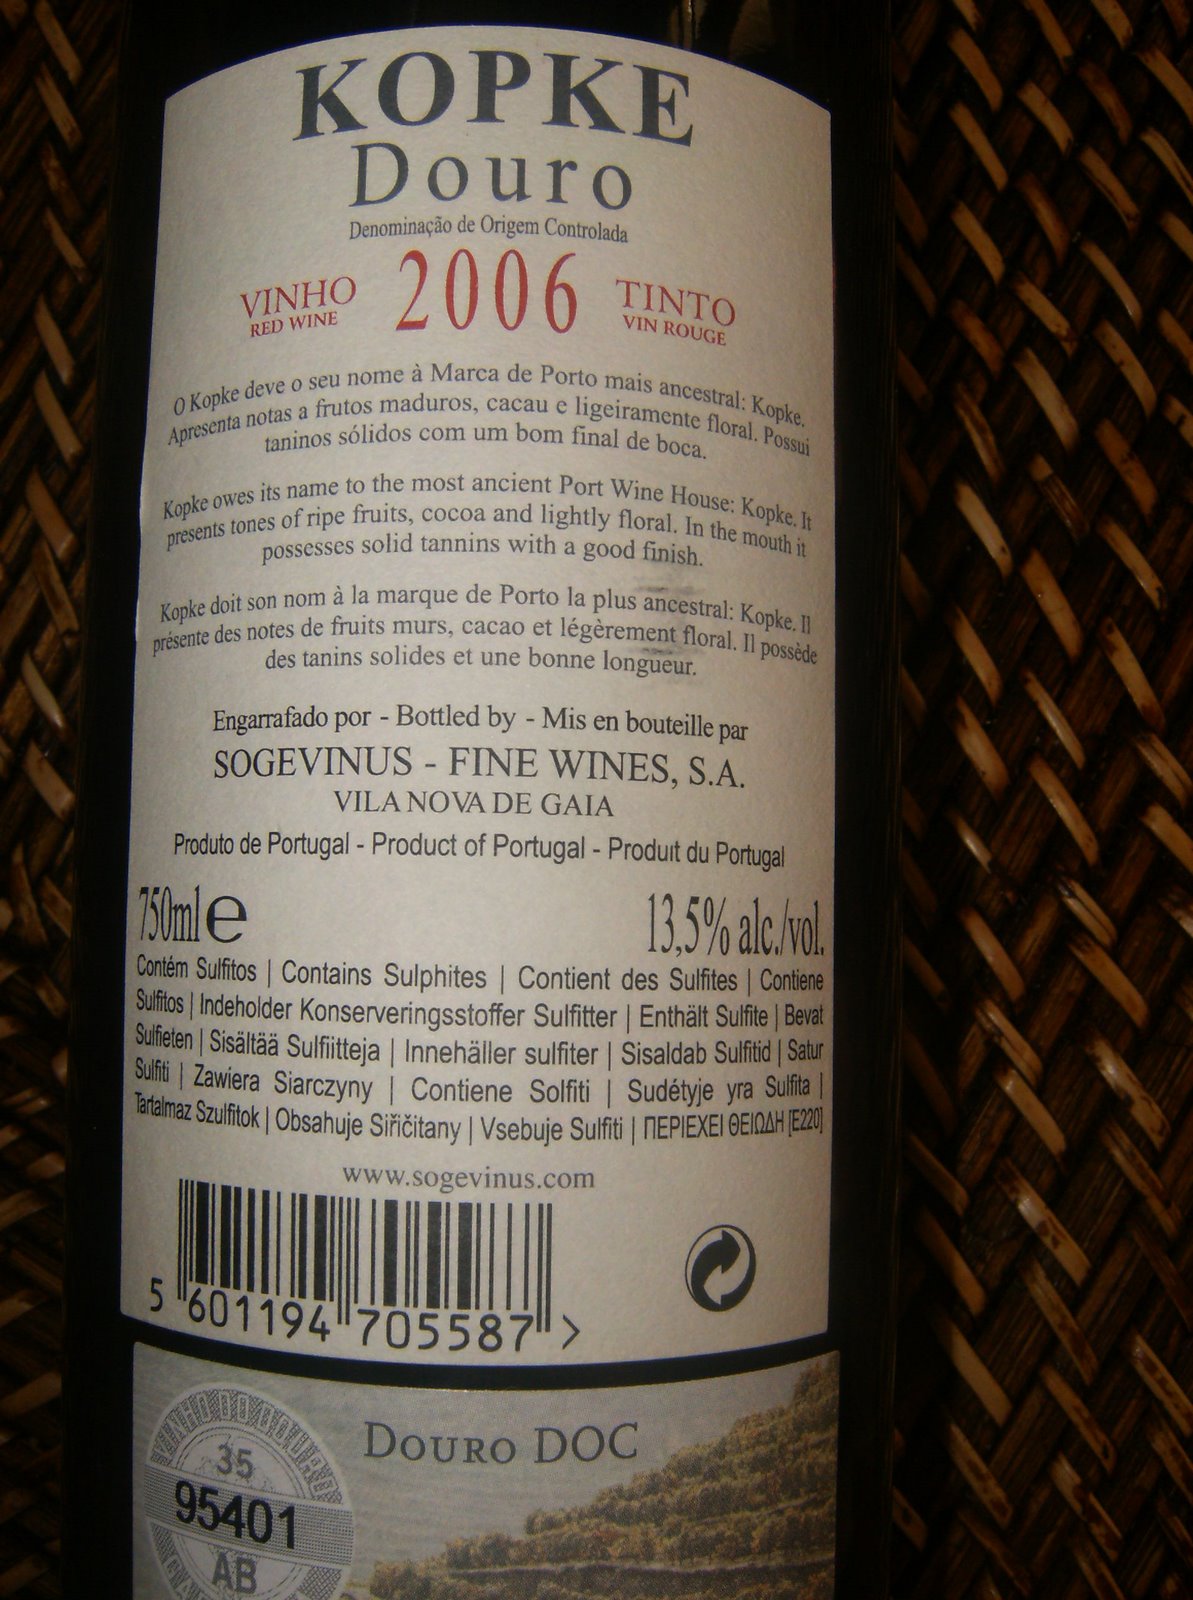 KOPKE
Douro
Denominação de Origem Controlada
VINHO 2006 TINTO
RED WINE VIN ROUGE
O Kopke deve o seu nome à Marca de Porto mais ancestral: Kopke.
Apresenta notas a frutos maduros, cacau e ligeiramente floral. Possui
taninos sólidos com um bom final de boca.
Kopke owes its name to the most ancient Port Wine House: Kopke. It
presents tones of ripe fruits, cocoa and lightly floral. In the mouth it
possesses solid tannins with a good finish.
Kopke doit son nom à la marque de Porto la plus ancestral: Kopke. Il
présente des notes de fruits murs, cacao et légèrement floral. Il possède
des tanins solides et une bonne longueur.
Engarrafado por - Bottled by - Mis en bouteille par
SOGEVINUS - FINE WINES, S.A.
VILA NOVA DE GAIA
Produto de Portugal - Product of Portugal - Produit du Portugal
750ml e 13,5% alc./vol.
Contém Sulfitos | Contains Sulphites | Contient des Sulfites | Contiene
Sulfitos | Indeholder Konserveringsstoffer Sulfitter | Enthält Sulfite | Bevat
Sulfieten | Sisältää Sulfiitteja | Innehäller sulfiter | Sisaldab Sulfitid | Satur
Sulfiti | Zawiera Siarczyny | Contiene Solfiti | Sudétyje yra Sulfita |
Tartalmaz Szulfitok | Obsahuje Siřičitany | Vsebuje Sulfiti | ΠΕΡΙΕΧΕΙ ΘΕΙΩΔΗ [E220]
www.sogevinus.com
5 601194 705587 >
DOURO DOC
35
95401
AB